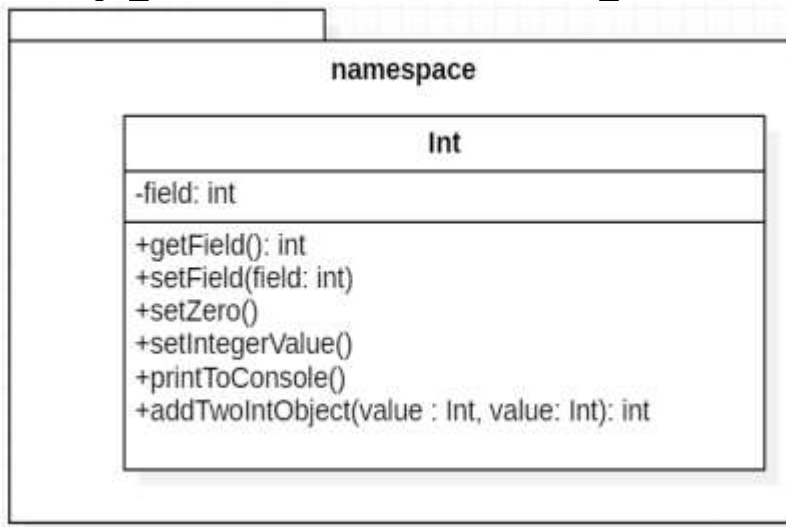 namespace
Int
-field: int
+getField(): int
+setField(field: int)
+setZero()
+setIntegerValue()
+printToConsole()
+addTwoIntObject(value : Int, value: Int): int